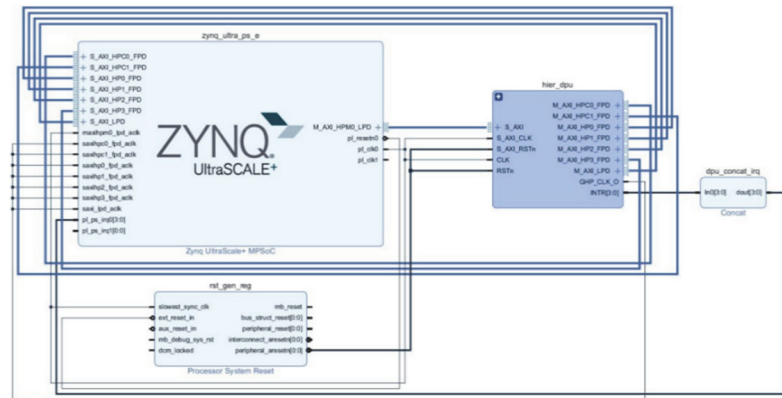 zynq_ultra_ps_e
S_AXI_HPC0_FPD
S_AXI_HPC1_FPD
S_AXI_HP0_FPD
S_AXI_HP1_FPD
S_AXI_HP2_FPD
S_AXI_HP3_FPD
S_AXI_LPD
maxihpm0_lpd_aclk
saxihpc0_fpd_aclk
saxihpc1_fpd_aclk
saxihp0_fpd_aclk
saxihp1_fpd_aclk
saxihp2_fpd_aclk
saxihp3_fpd_aclk
saxi_lpd_aclk
pl_ps_irq0[3:0]
pl_ps_irq1[0:0]
ZYNQ
UltraSCALE+
M_AXI_HPM0_LPD
pl_resetn0
pl_clk0
pl_clk1
Zynq UltraScale+ MPSoC
hier_dpu
S_AXI
S_AXI_CLK
S_AXI_RSTn
CLK
RSTn
M_AXI_HPC0_FPD
M_AXI_HPC1_FPD
M_AXI_HP0_FPD
M_AXI_HP1_FPD
M_AXI_HP2_FPD
M_AXI_HP3_FPD
M_AXI_LPD
GHP_CLK_O
INTR[3:0]
dpu_concat_irq
In0[3:0]
dout[3:0]
Concat
rst_gen_reg
slowest_sync_clk
ext_reset_in
aux_reset_in
mb_debug_sys_rst
dcm_locked
mb_reset
bus_struct_reset[0:0]
peripheral_reset[0:0]
interconnect_aresetn[0:0]
peripheral_aresetn[0:0]
Processor System Reset